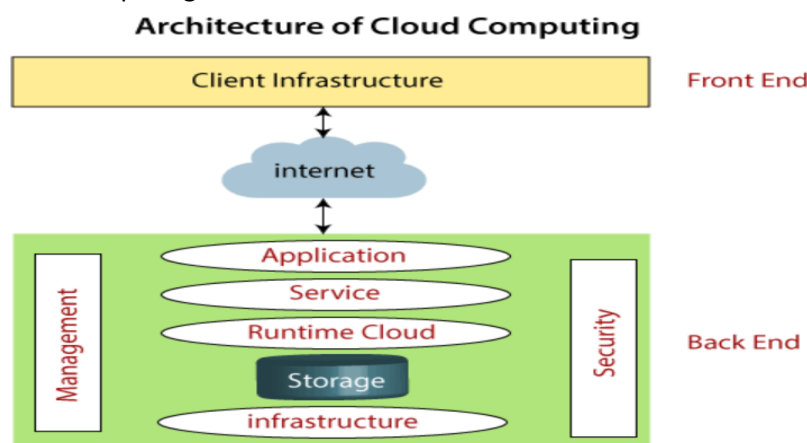 Architecture of Cloud Computing
Client Infrastructure
Front End
internet
Application
Service
Runtime Cloud
Storage
infrastructure
Management
Security
Back End